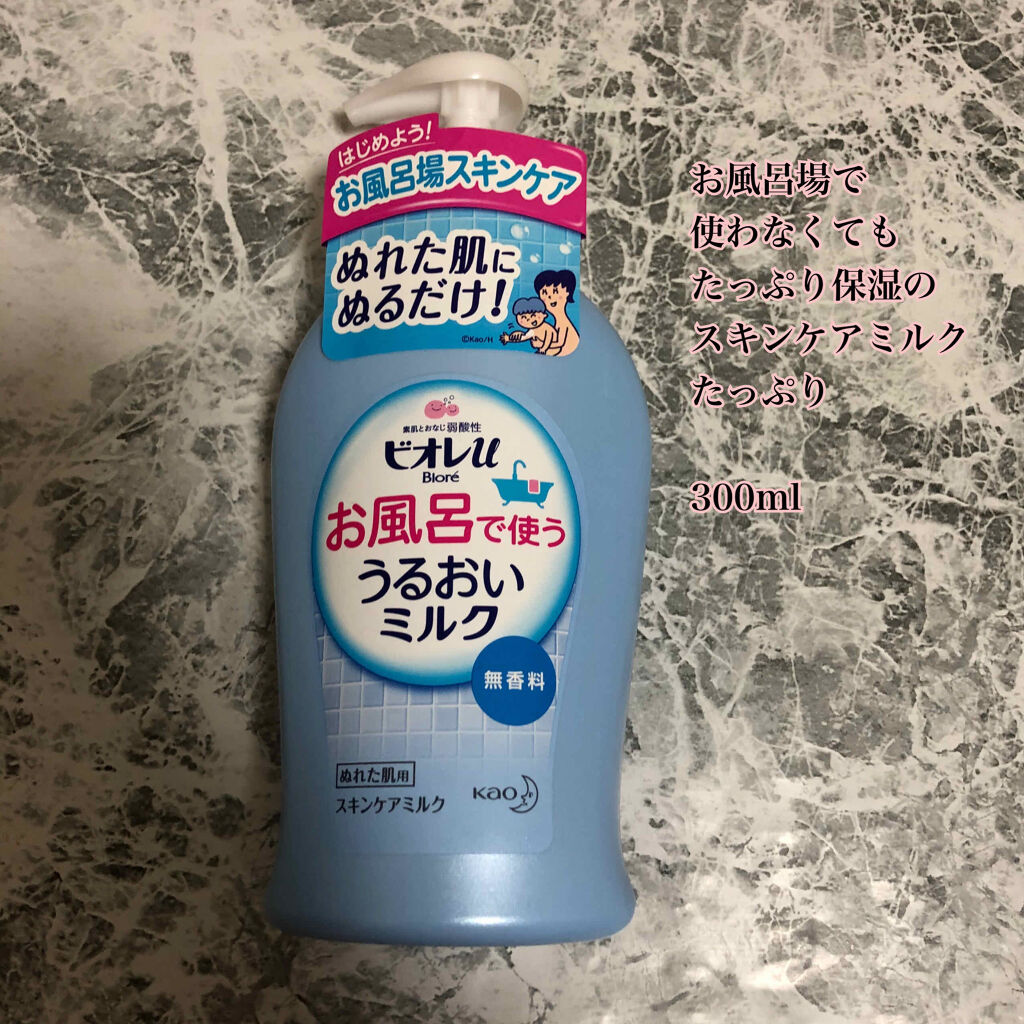 はじめよう!
お風呂場スキンケア
ぬれた肌に
ぬるだけ!
©Kao/H
素肌とおなじ弱酸性
ビオレu
Bioré
お風呂で使う
うるおい
ミルク
無香料
ぬれた肌用
スキンケアミルク
Kao
お風呂場で
使わなくても
たっぷり保湿の
スキンケアミルク
たっぷり
300ml